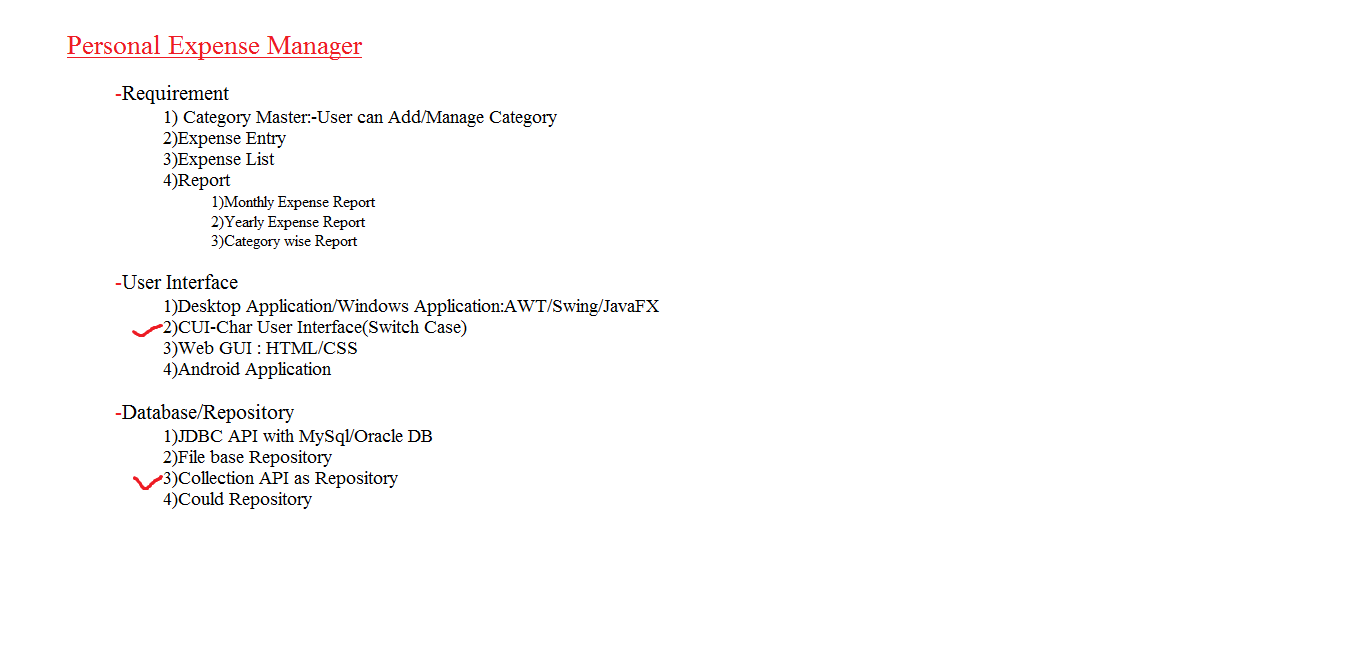 Personal Expense Manager
-Requirement
1) Category Master:-User can Add/Manage Category
2)Expense Entry
3)Expense List
4)Report
1)Monthly Expense Report
2)Yearly Expense Report
3)Category wise Report
-User Interface
1)Desktop Application/Windows Application:AWT/Swing/JavaFX
2)CUI-Char User Interface(Switch Case)
3)Web GUI : HTML/CSS
4)Android Application
-Database/Repository
1)JDBC API with MySql/Oracle DB
2)File base Repository
3)Collection API as Repository
4)Could Repository